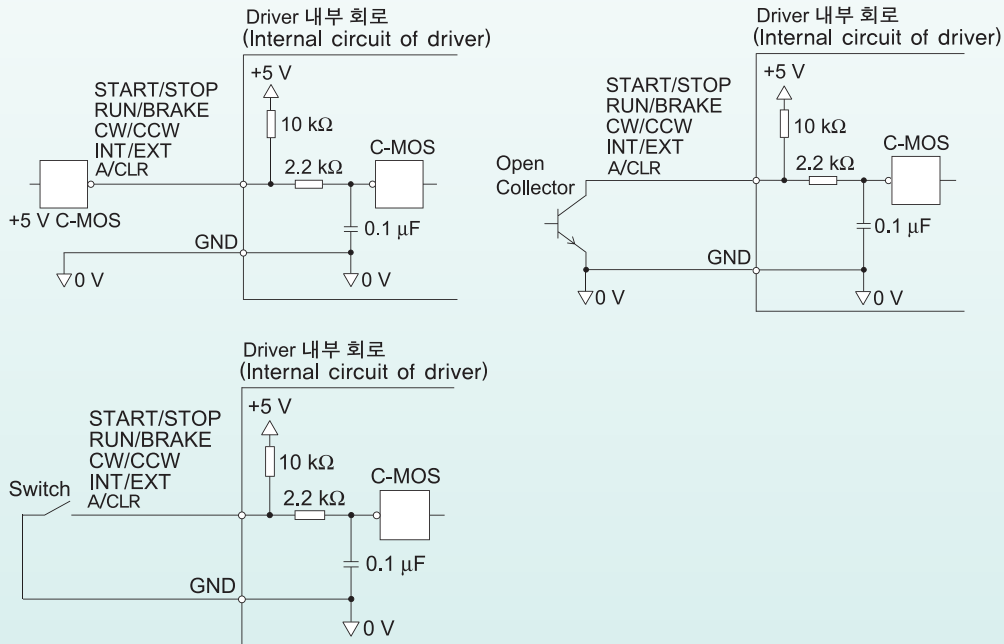 Driver 내부 회로
(Internal circuit of driver)
+5 V
START/STOP
RUN/BRAKE
CW/CCW
INT/EXT
A/CLR
10 kΩ
2.2 kΩ
C-MOS
+5 V C-MOS
0.1 μF
GND
0 V
0 V
Driver 내부 회로
(Internal circuit of driver)
+5 V
START/STOP
RUN/BRAKE
CW/CCW
INT/EXT
A/CLR
10 kΩ
2.2 kΩ
C-MOS
Open
Collector
0.1 μF
GND
0 V
0 V
Driver 내부 회로
(Internal circuit of driver)
+5 V
START/STOP
RUN/BRAKE
CW/CCW
INT/EXT
A/CLR
10 kΩ
2.2 kΩ
C-MOS
Switch
0.1 μF
GND
0 V